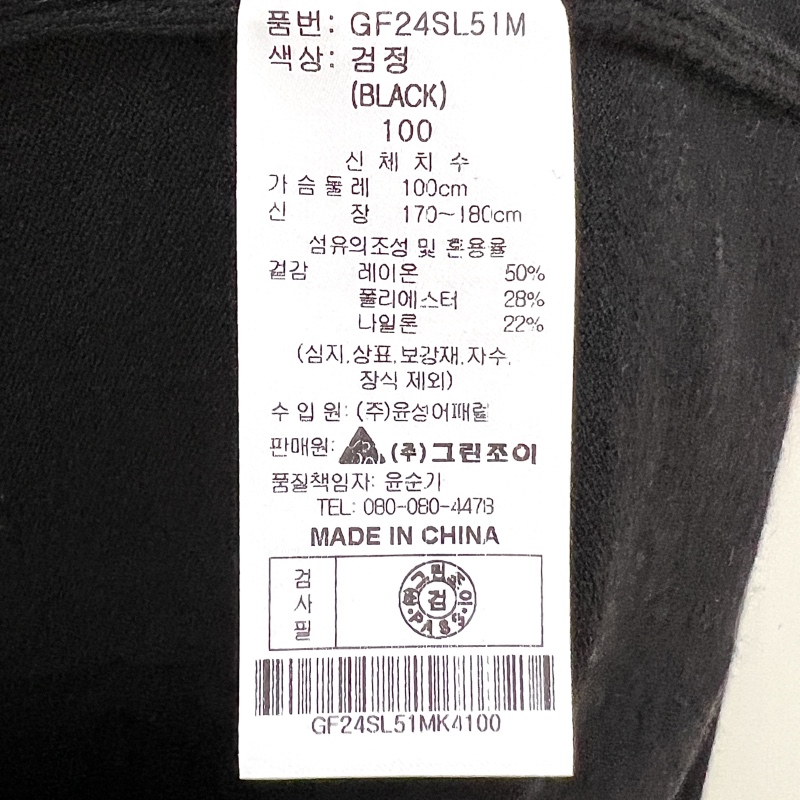 품번: GF24SL51M
색상: 검정
(BLACK)
100
신 체 치 수
가 슴 둘 레 100cm
신 장 170~180cm
섬유의조성 및 혼용율
겉감 레이온 50%
폴리에스터 28%
나일론 22%
(심지,상표,보강재,자수,
장식 제외)
수 입 원: (주)윤성어패럴
판매원: (주)그린조이
품질책임자: 윤순기
TEL: 080-080-4478
MADE IN CHINA
검
사
필
그린조이
검
PASS
GF24SL51MK4100